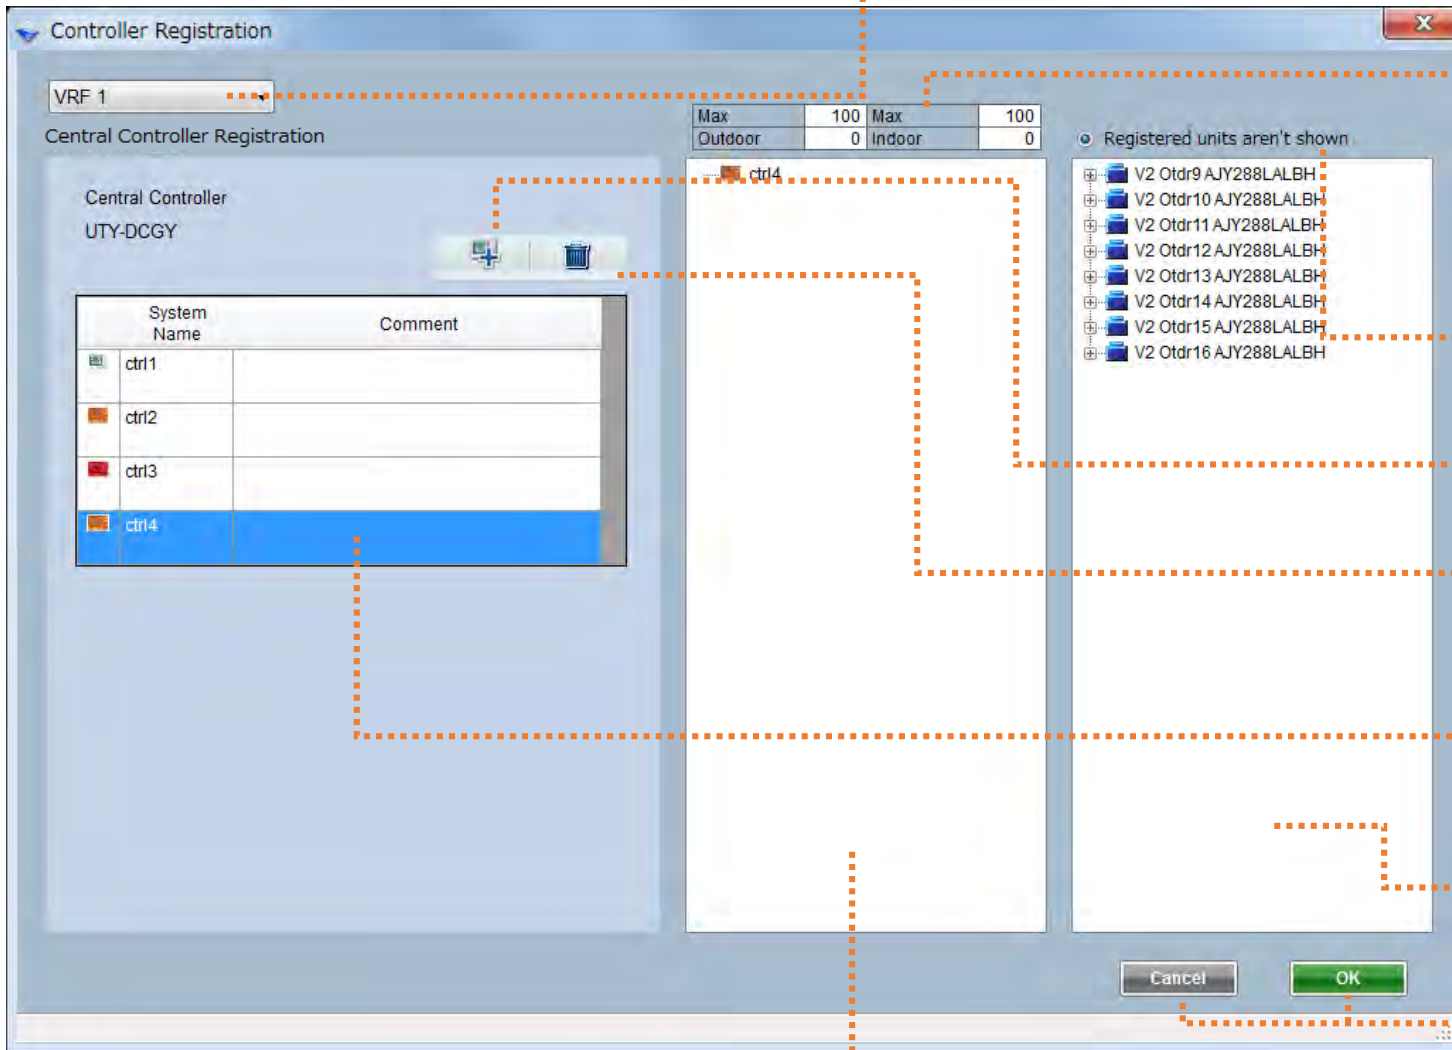 Controller Registration
VRF 1
Central Controller Registration
Central Controller
UTY-DCGY
System Name Comment
ctrl1
ctrl2
ctrl3
ctrl4
Max 100 Max 100
Outdoor 0 Indoor 0
ctrl4
Registered units aren't shown
V2 Otdr9 AJY288LALBH
V2 Otdr10 AJY288LALBH
V2 Otdr11 AJY288LALBH
V2 Otdr12 AJY288LALBH
V2 Otdr13 AJY288LALBH
V2 Otdr14 AJY288LALBH
V2 Otdr15 AJY288LALBH
V2 Otdr16 AJY288LALBH
Cancel OK